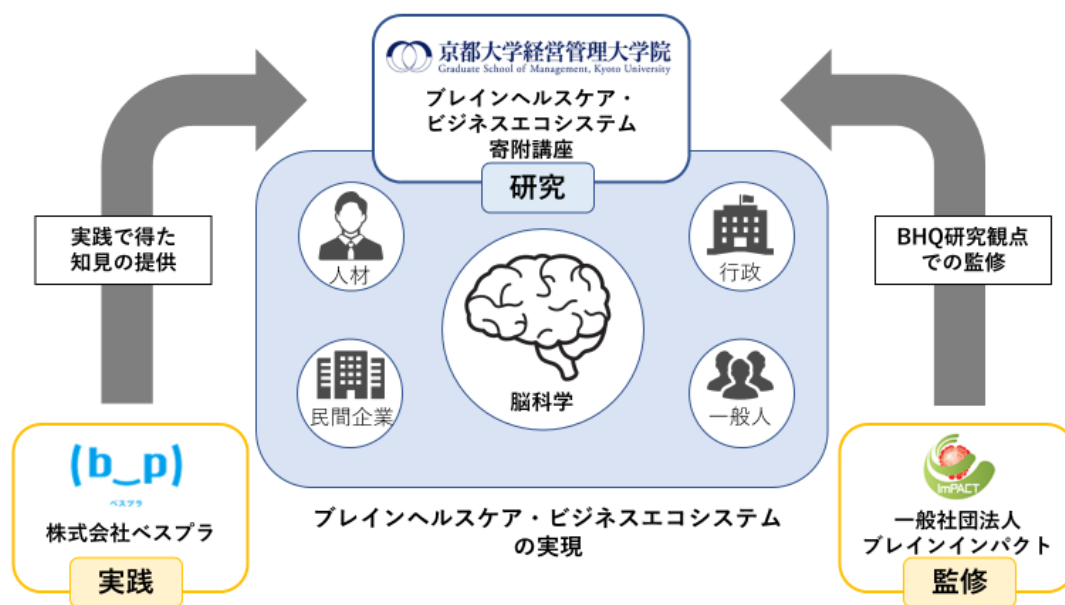 京都大学経営管理大学院
Graduate School of Management, Kyoto University
ブレインヘルスケア・
ビジネスエコシステム
寄附講座
研究
実践で得た
知見の提供
BHQ研究観点
での監修
人材
行政
脳科学
民間企業
一般人
(b_p)
ベスプラ
株式会社ベスプラ
実践
ブレインヘルスケア・ビジネスエコシステム
の実現
ImPACT
一般社団法人
ブレインインパクト
監修